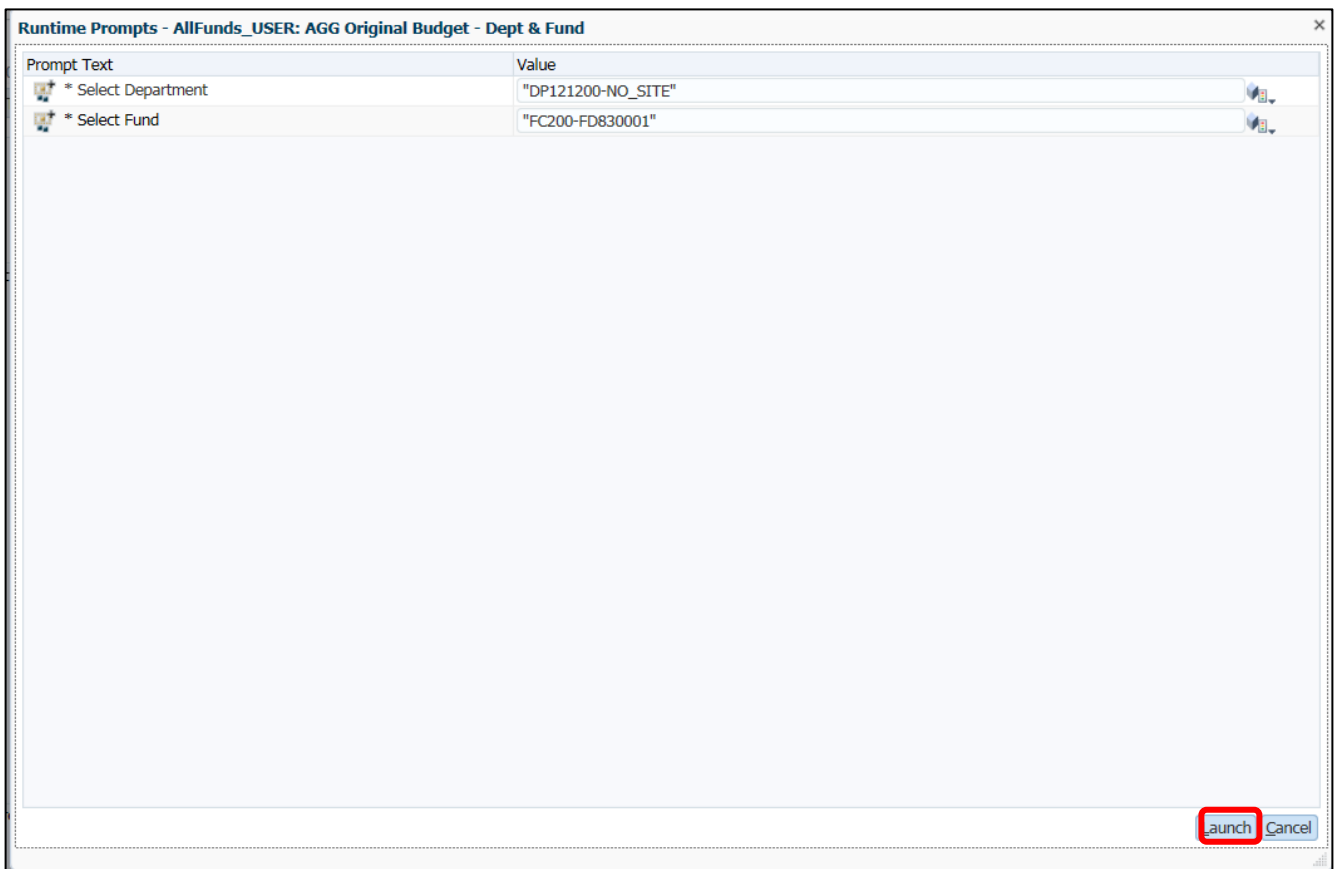 Runtime Prompts - AllFunds_USER: AGG Original Budget - Dept & Fund
Prompt Text Value
* Select Department "DP121200-NO_SITE"
* Select Fund "FC200-FD830001"
Launch Cancel